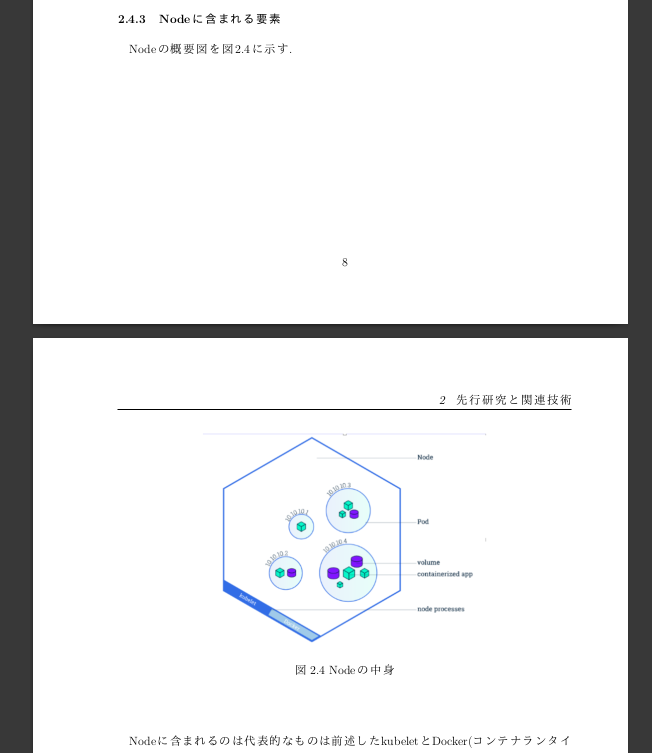 2.4.3 Nodeに含まれる要素
Nodeの概要図を図2.4に示す.
8
2 先行研究と関連技術
Node
10.10.10.3
10.10.10.1
Pod
10.10.10.4
10.10.10.2
volume
containerized app
kubelet
node processes
図 2.4 Nodeの中身
Nodeに含まれるのは代表的なものは前述したkubeletとDocker(コンテナランタイ